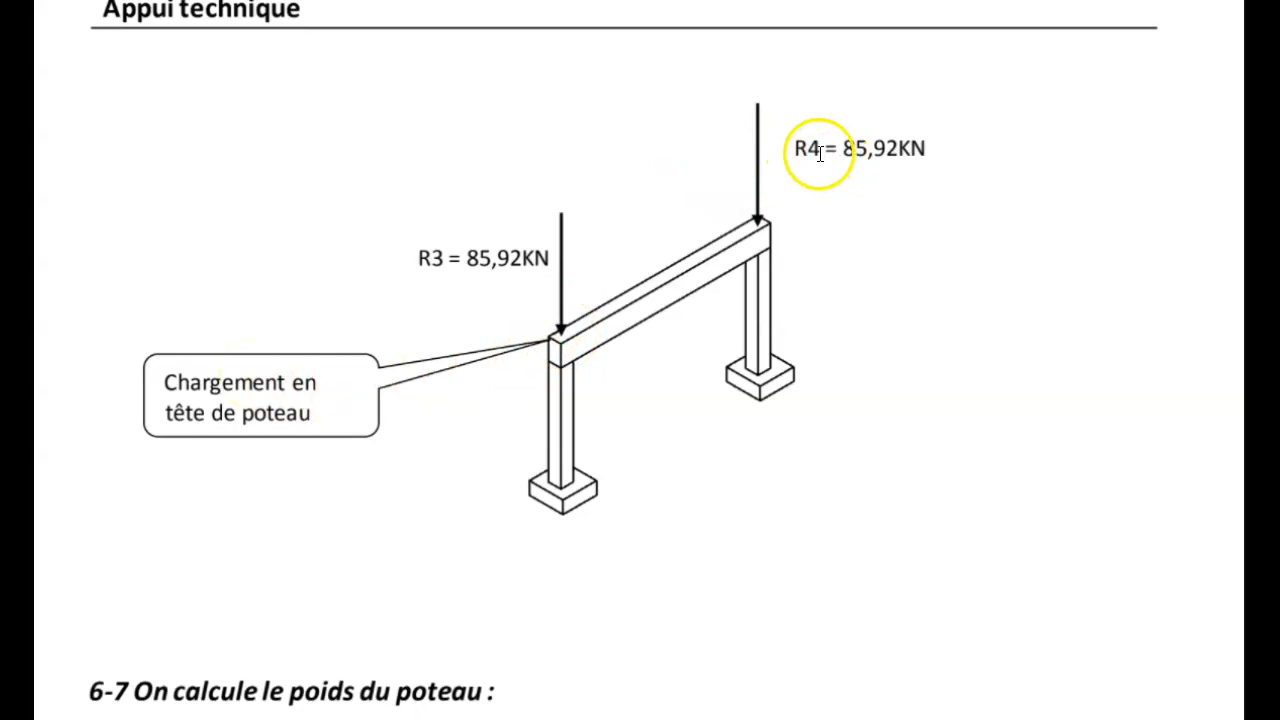 Appui technique
R4 = 85,92KN
R3 = 85,92KN
Chargement en
tête de poteau
6-7 On calcule le poids du poteau :